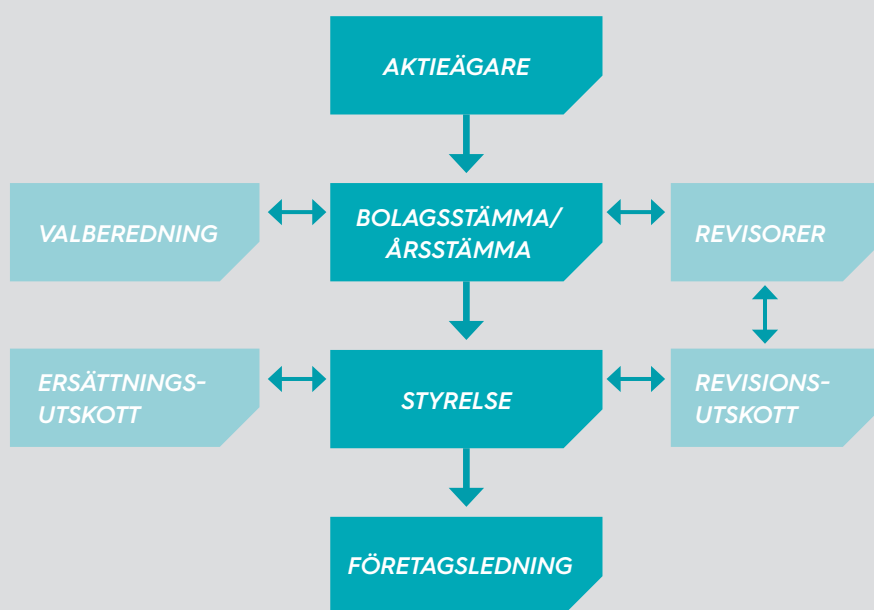 AKTIEÄGARE
VALBEREDNING
BOLAGSSTÄMMA/
ÅRSSTÄMMA
REVISORER
ERSÄTTNINGS-
UTSKOTT
STYRELSE
REVISIONS-
UTSKOTT
FÖRETAGSLEDNING